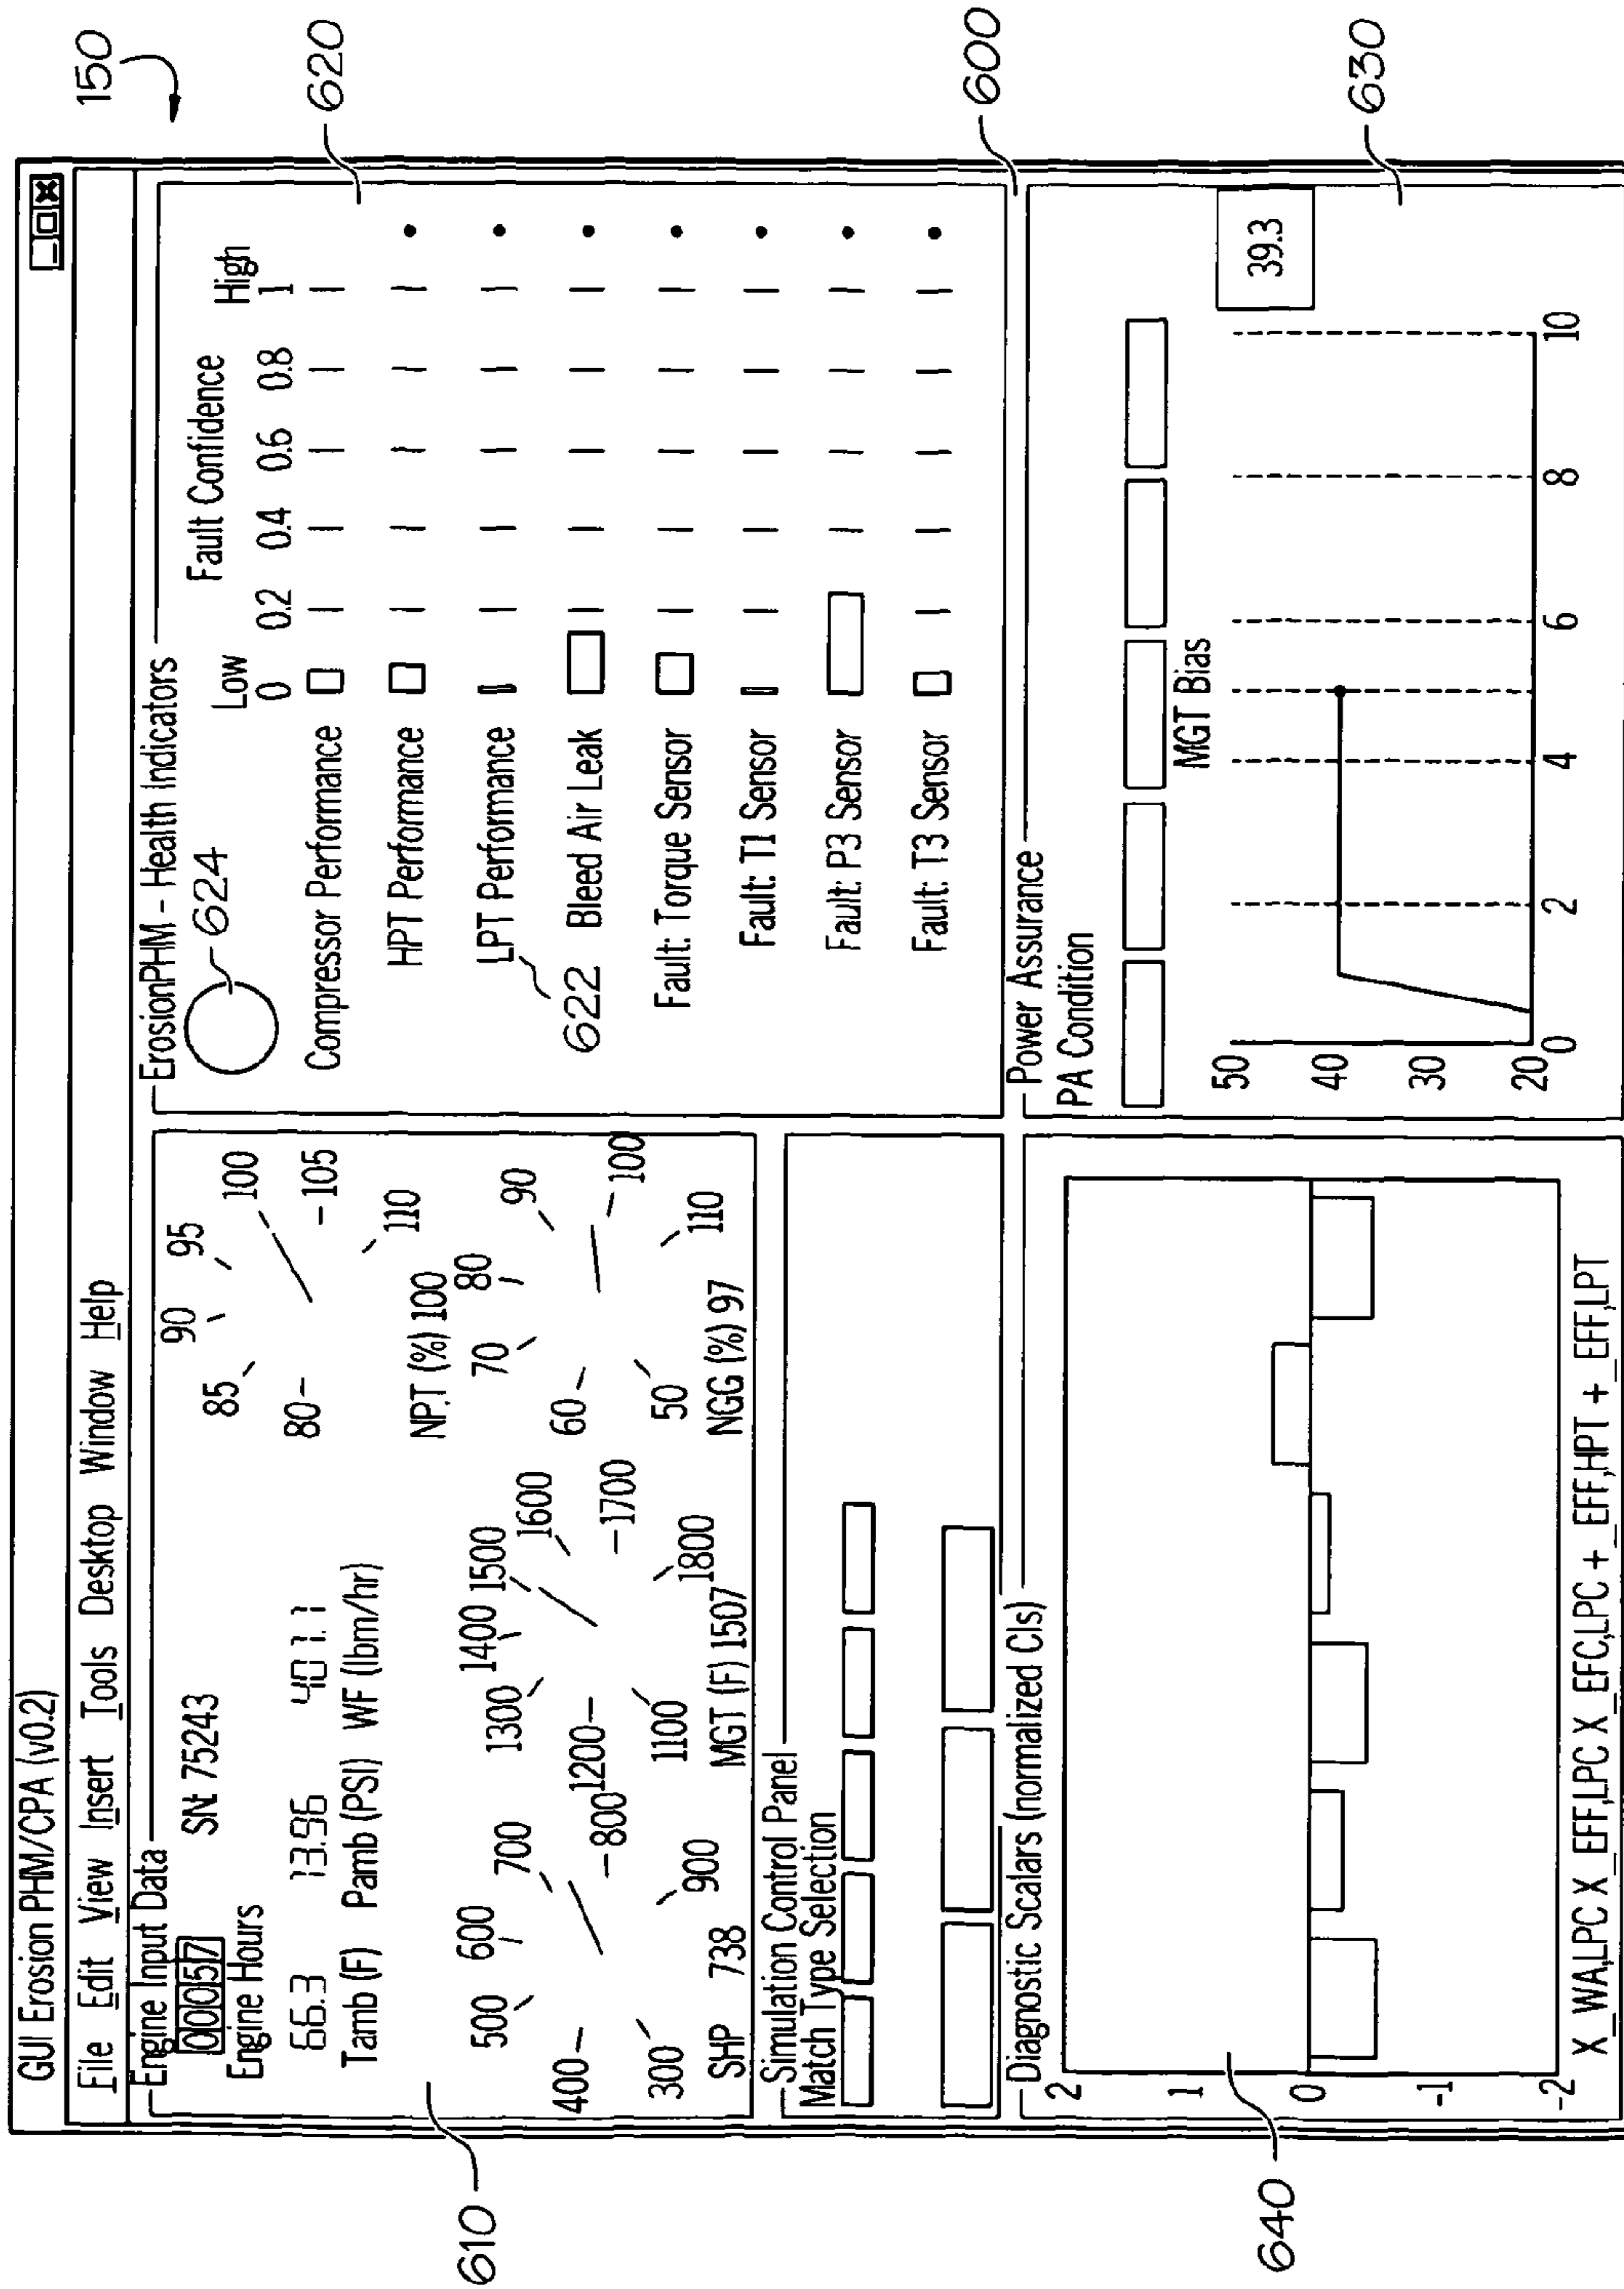 150
GUI Erosion PHM/CPA (v0.2)
File Edit View Insert Tools Desktop Window Help
Engine Input Data
00057
SN: 75243
Engine Hours
66.3 13.96 401.1
Tamb (F) Pamb (PSI) WF (lbm/hr)
80 85 90 95 100 105 110
NPT (%) 100
300 400 500 600 700 800 900
SHP 738
1100 1200 1300 1400 1500 1600 1700 1800
MGT (F) 1507
50 60 70 80 90 100 110
NGG (%) 97
610
ErosionPHM - Health Indicators
624
Fault Confidence
Low High
0 0.2 0.4 0.6 0.8 1
Compressor Performance
HPT Performance
LPT Performance
622
Bleed Air Leak
Fault: Torque Sensor
Fault: T1 Sensor
Fault: P3 Sensor
Fault: T3 Sensor
620
600
Simulation Control Panel
Match Type Selection
Diagnostic Scalars (normalized CIs)
2
1
0
-1
-2
X_WA,LPC X_EFF,LPC X_EFC,LPC + _EFF,HPT + _EFF,LPT
640
Power Assurance
PA Condition
MGT Bias
39.3
50
40
30
20
0 2 4 6 8 10
630